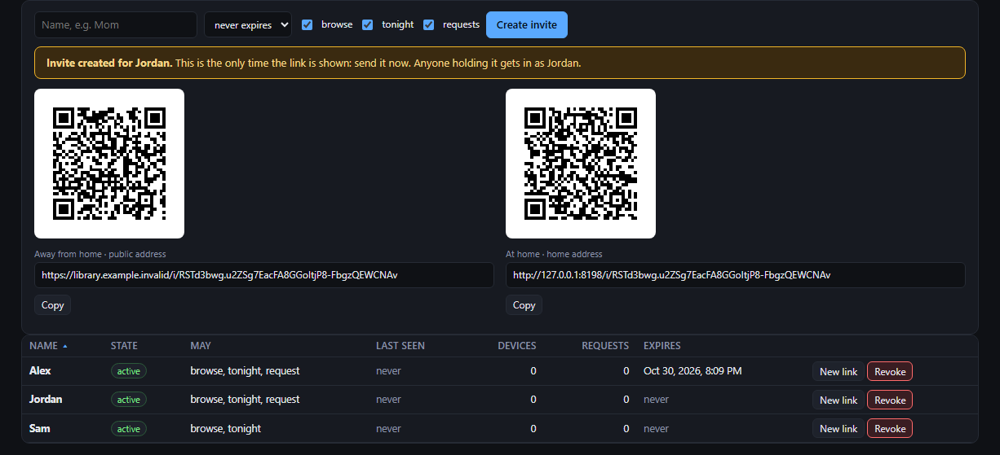 Name, e.g. Mom never expires browse tonight requests Create invite
Invite created for Jordan. This is the only time the link is shown: send it now. Anyone holding it gets in as Jordan.
Away from home · public address
https://library.example.invalid/i/RSTd3bwg.u2ZSg7EacFA8GGoItjP8-FbgzQEWCNAv
Copy
At home · home address
http://127.0.0.1:8198/i/RSTd3bwg.u2ZSg7EacFA8GGoItjP8-FbgzQEWCNAv
Copy
NAME STATE MAY LAST SEEN DEVICES REQUESTS EXPIRES
Alex active browse, tonight, request never 0 0 Oct 30, 2026, 8:09 PM New link Revoke
Jordan active browse, tonight, request never 0 0 never New link Revoke
Sam active browse, tonight never 0 0 never New link Revoke